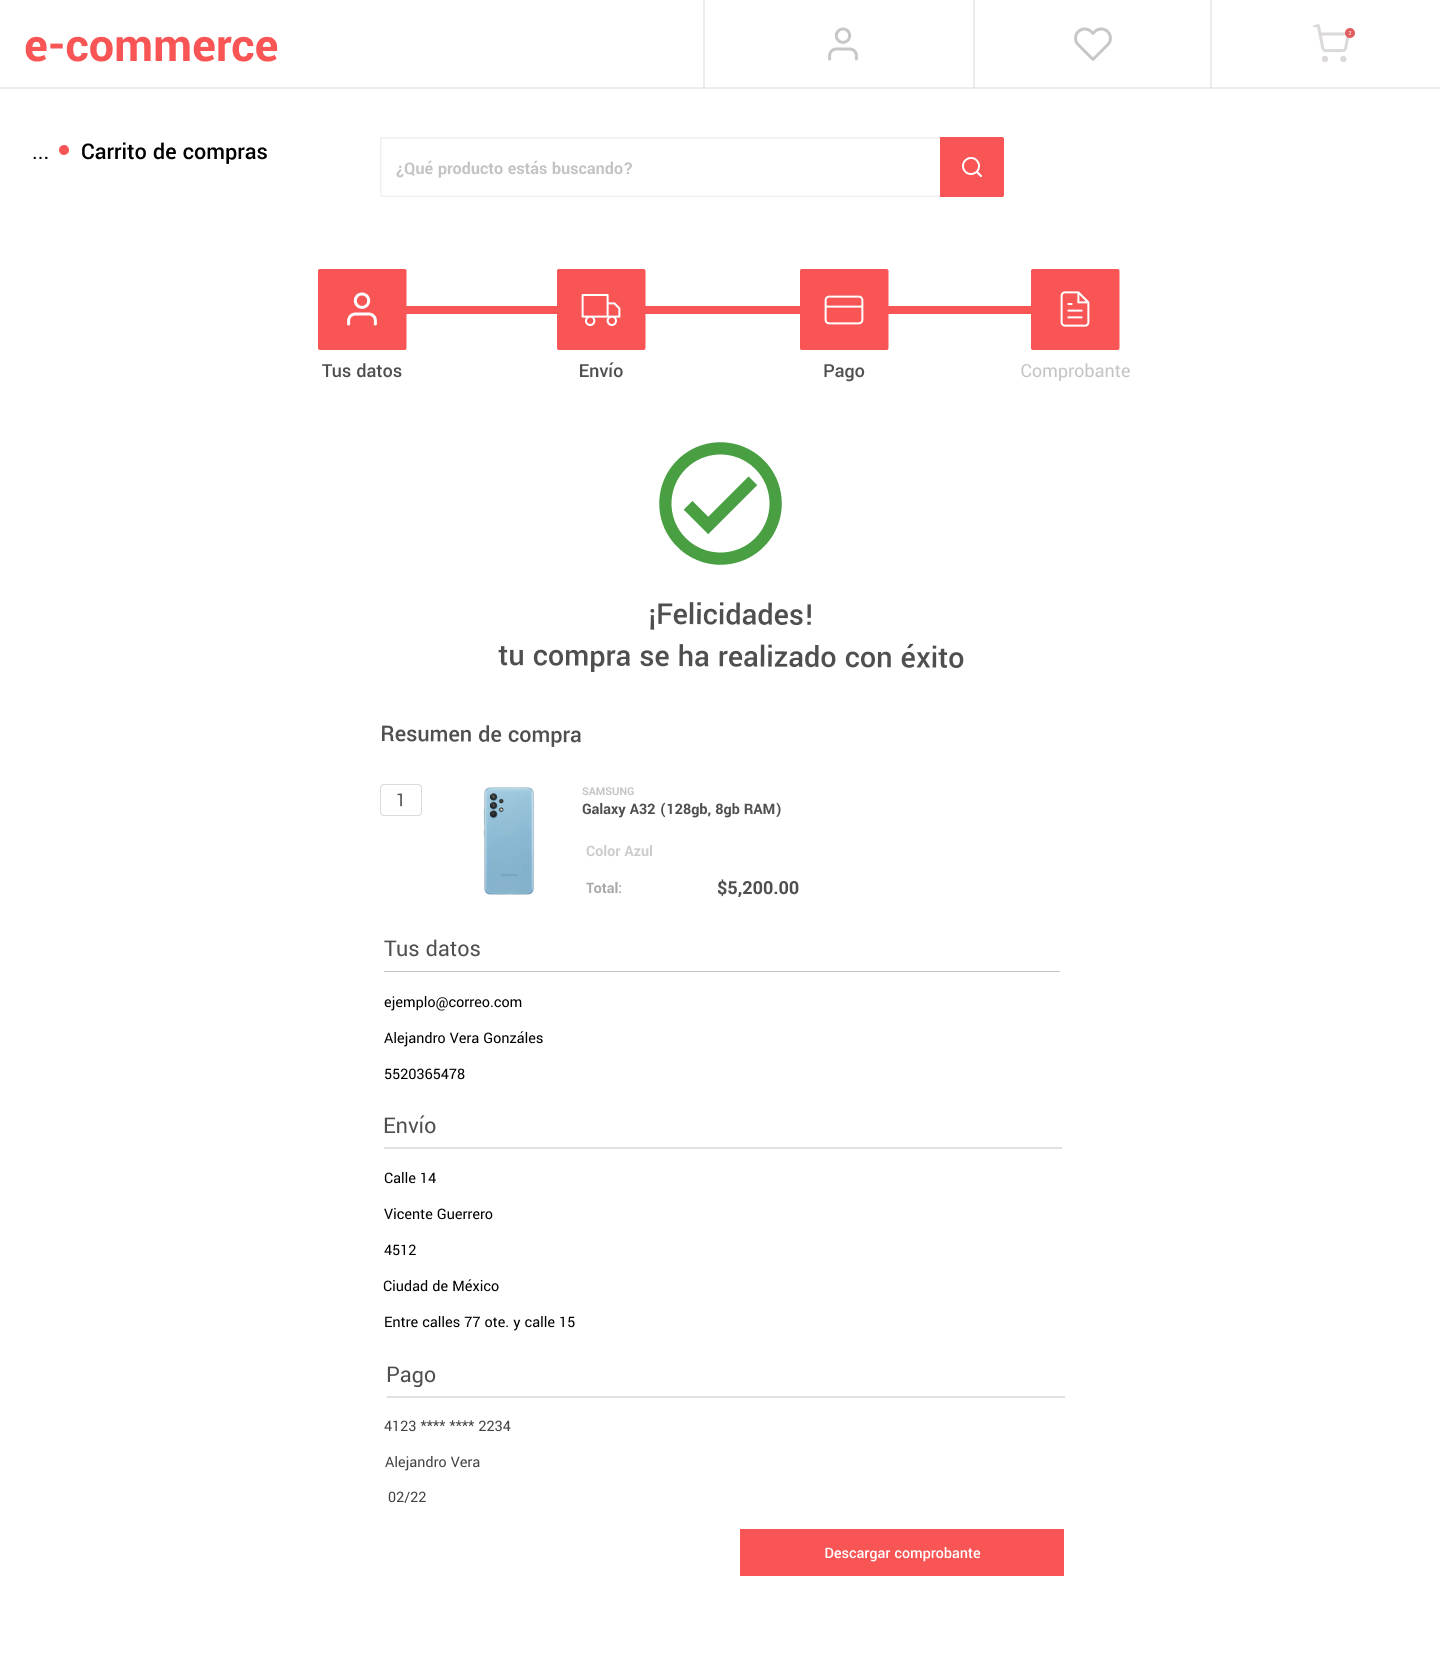 e-commerce
... Carrito de compras
¿Qué producto estás buscando?
Tus datos
Envío
Pago
Comprobante
¡Felicidades!
tu compra se ha realizado con éxito
Resumen de compra
1
SAMSUNG
Galaxy A32 (128gb, 8gb RAM)
Color Azul
Total: $5,200.00
Tus datos
ejemplo@correo.com
Alejandro Vera Gonzáles
5520365478
Envío
Calle 14
Vicente Guerrero
4512
Ciudad de México
Entre calles 77 ote. y calle 15
Pago
4123 **** **** 2234
Alejandro Vera
02/22
Descargar comprobante